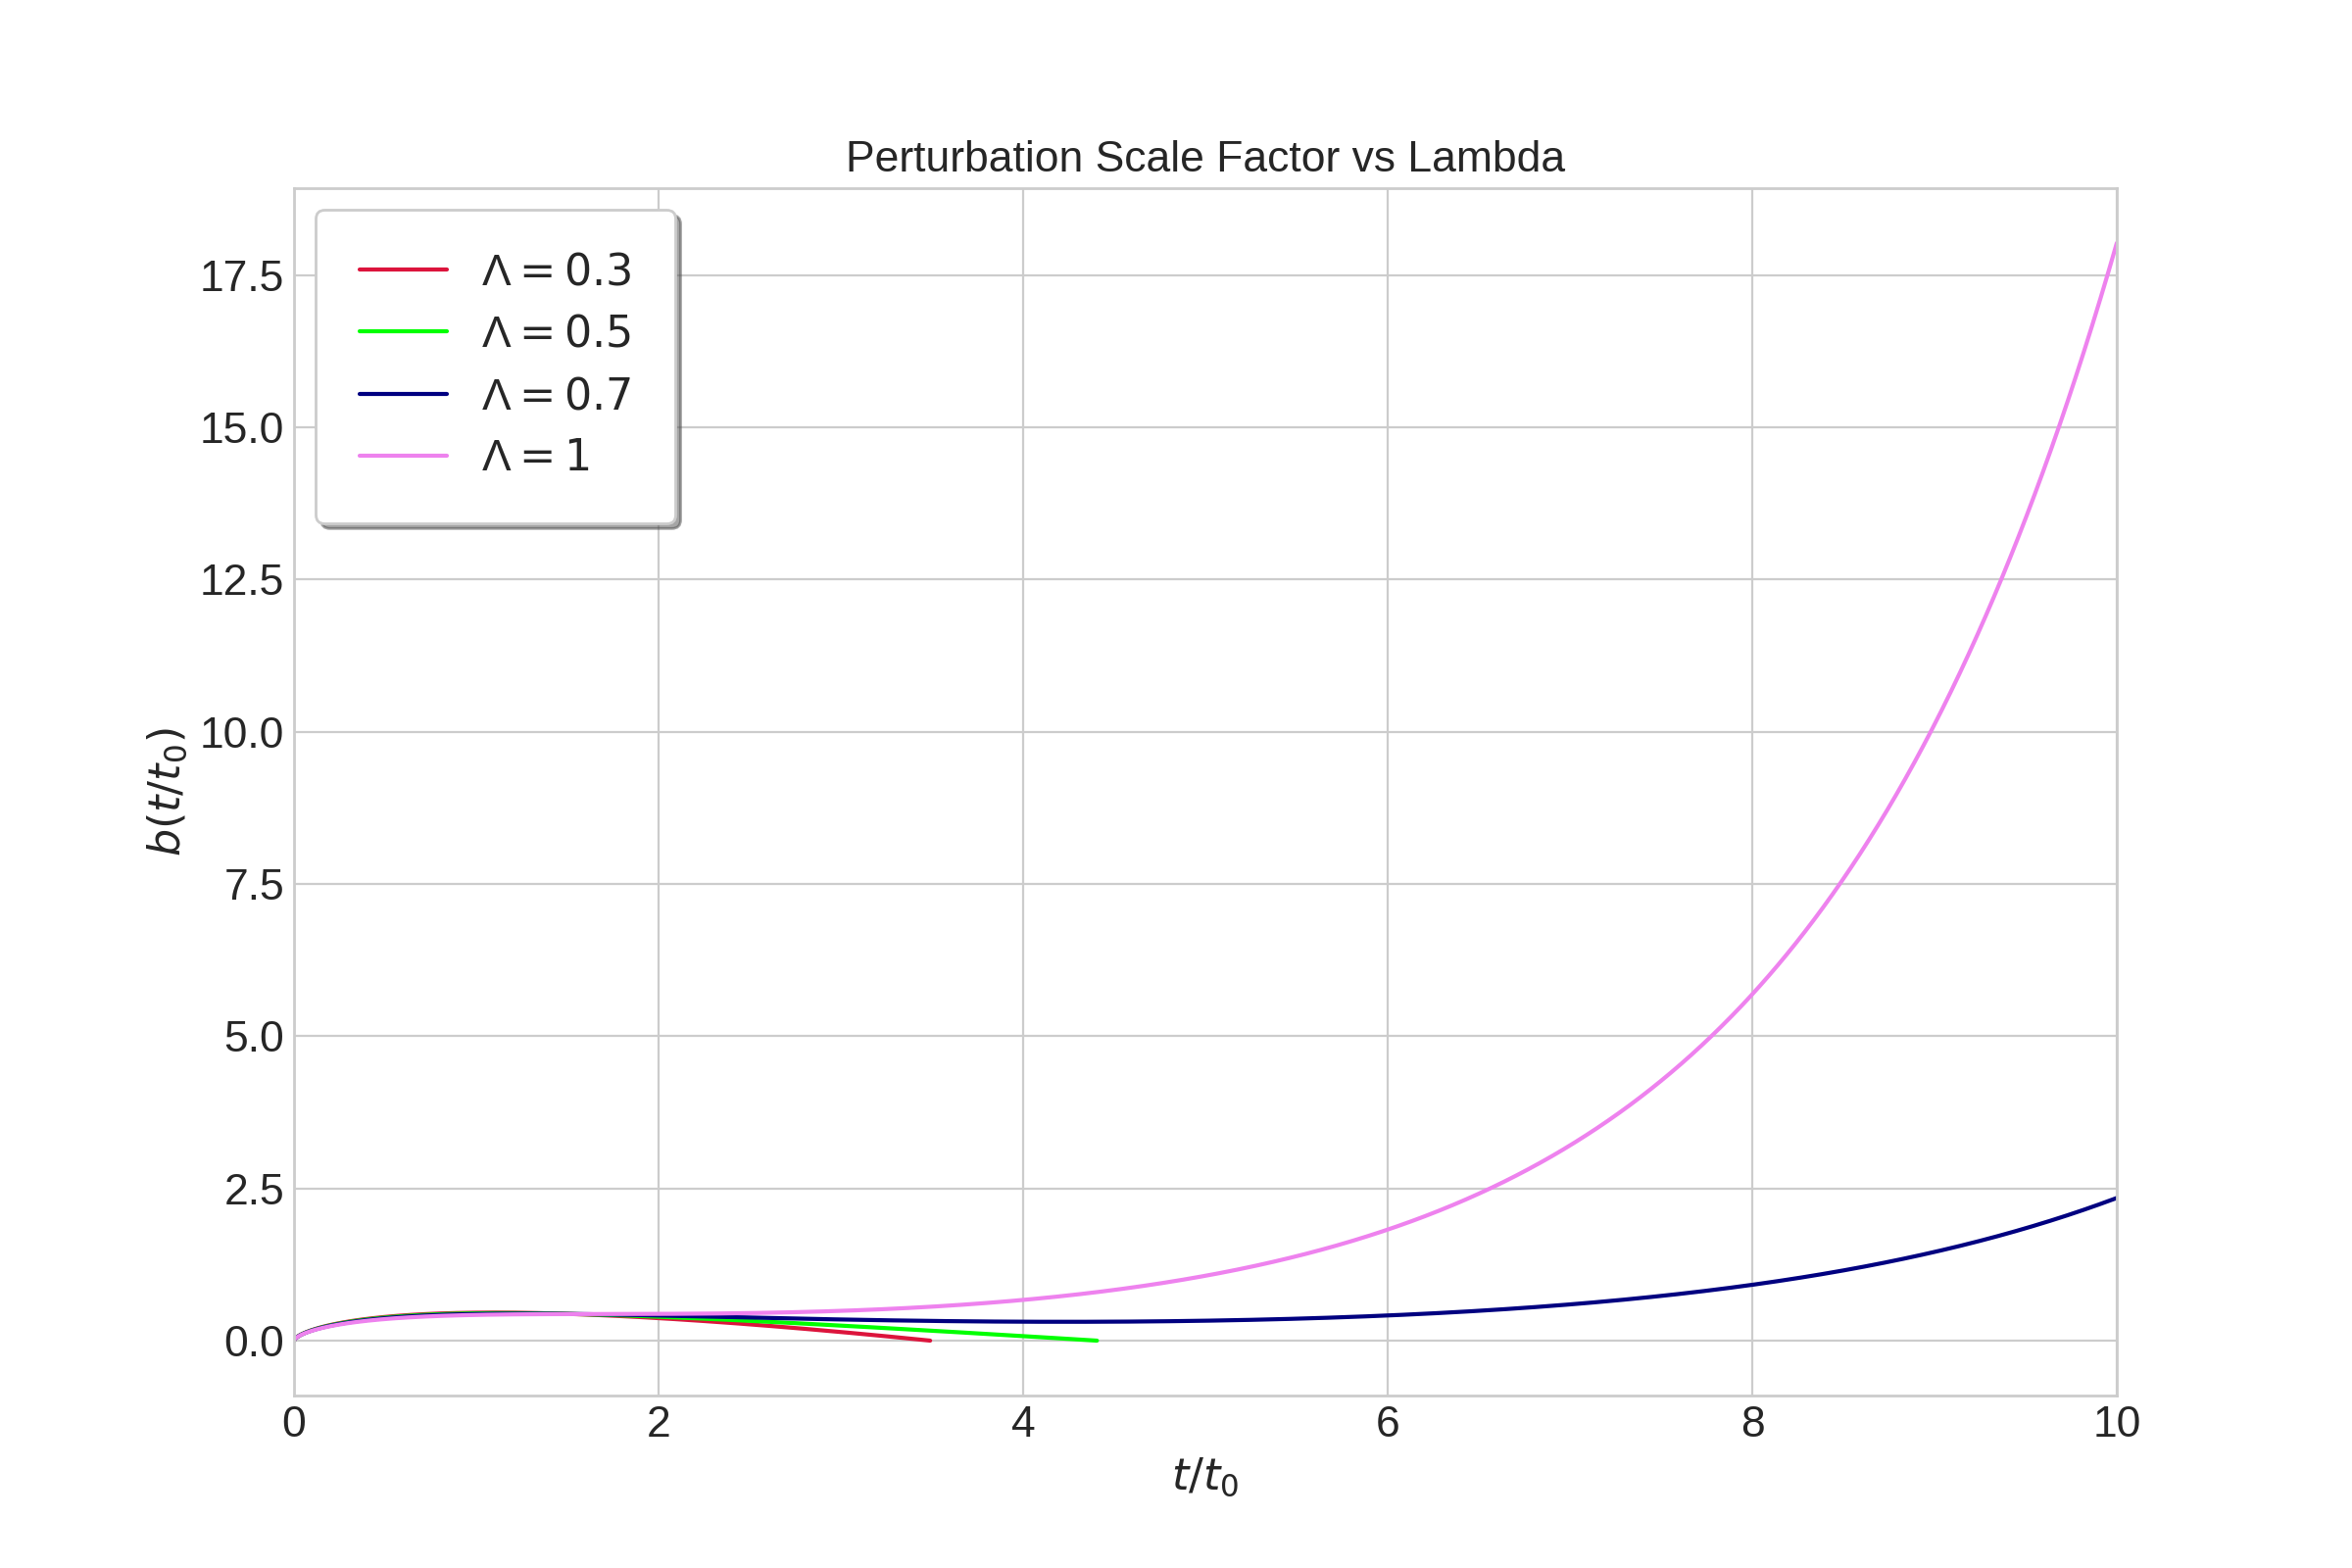 Perturbation Scale Factor vs Lambda
Λ = 0.3
Λ = 0.5
Λ = 0.7
Λ = 1
17.5
15.0
12.5
10.0
7.5
5.0
2.5
0.0
b(t/t₀)
0 2 4 6 8 10
t/t₀